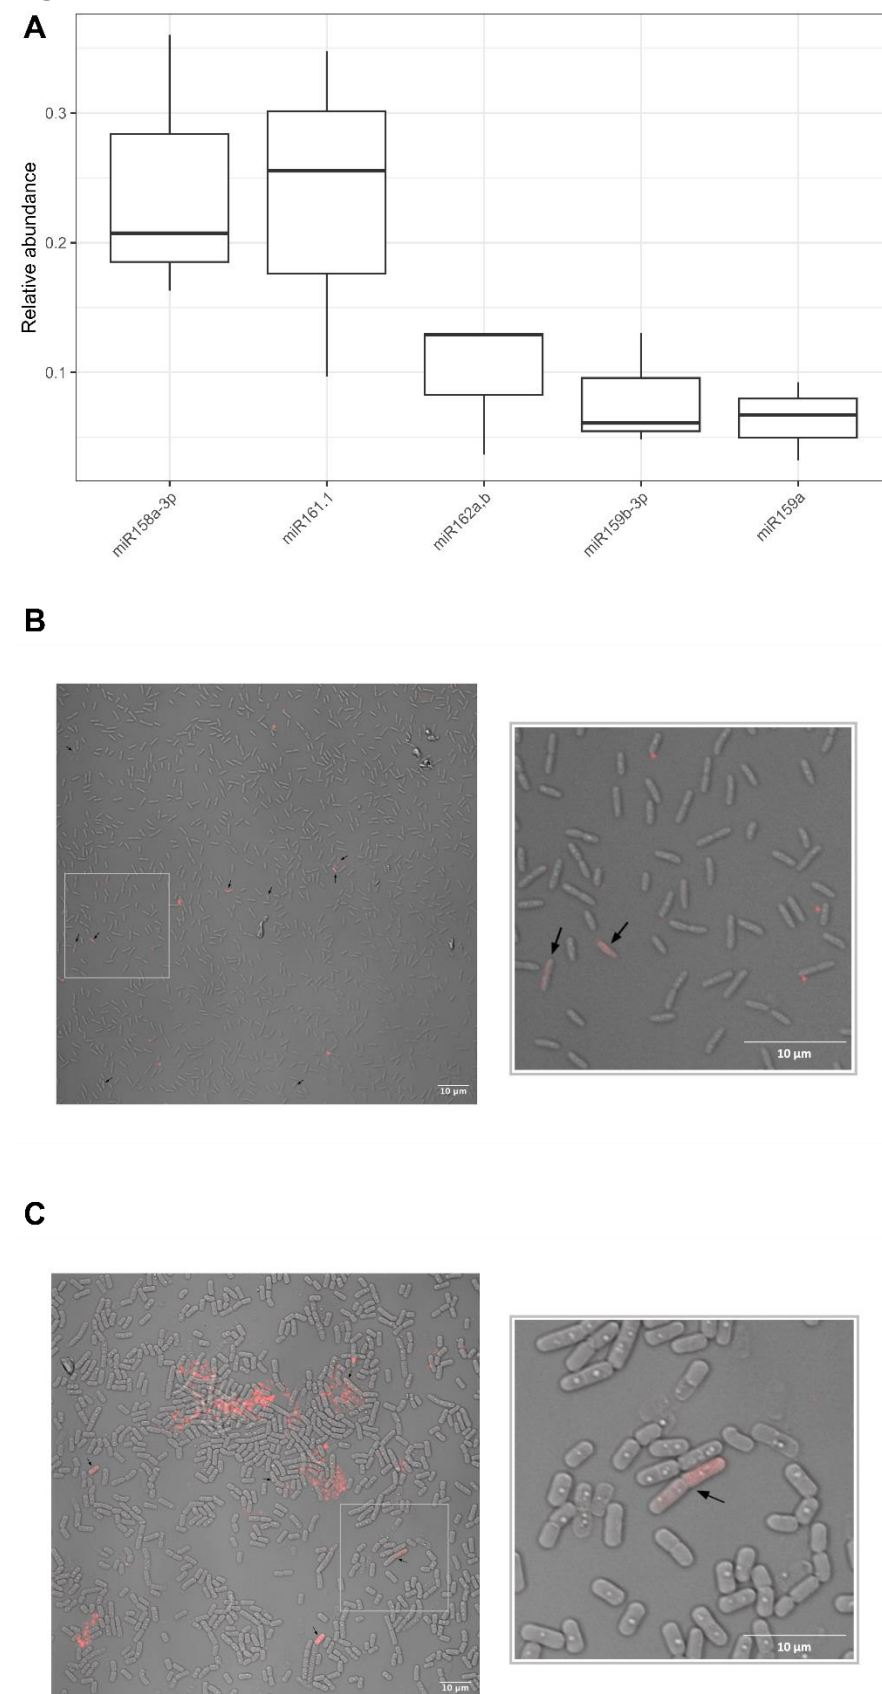 A
Relative abundance
0.3
0.2
0.1
miR158a-3p
miR161.1
miR162a,b
miR159b-3p
miR159a
B
10 µm
10 µm
C
10 µm
10 µm